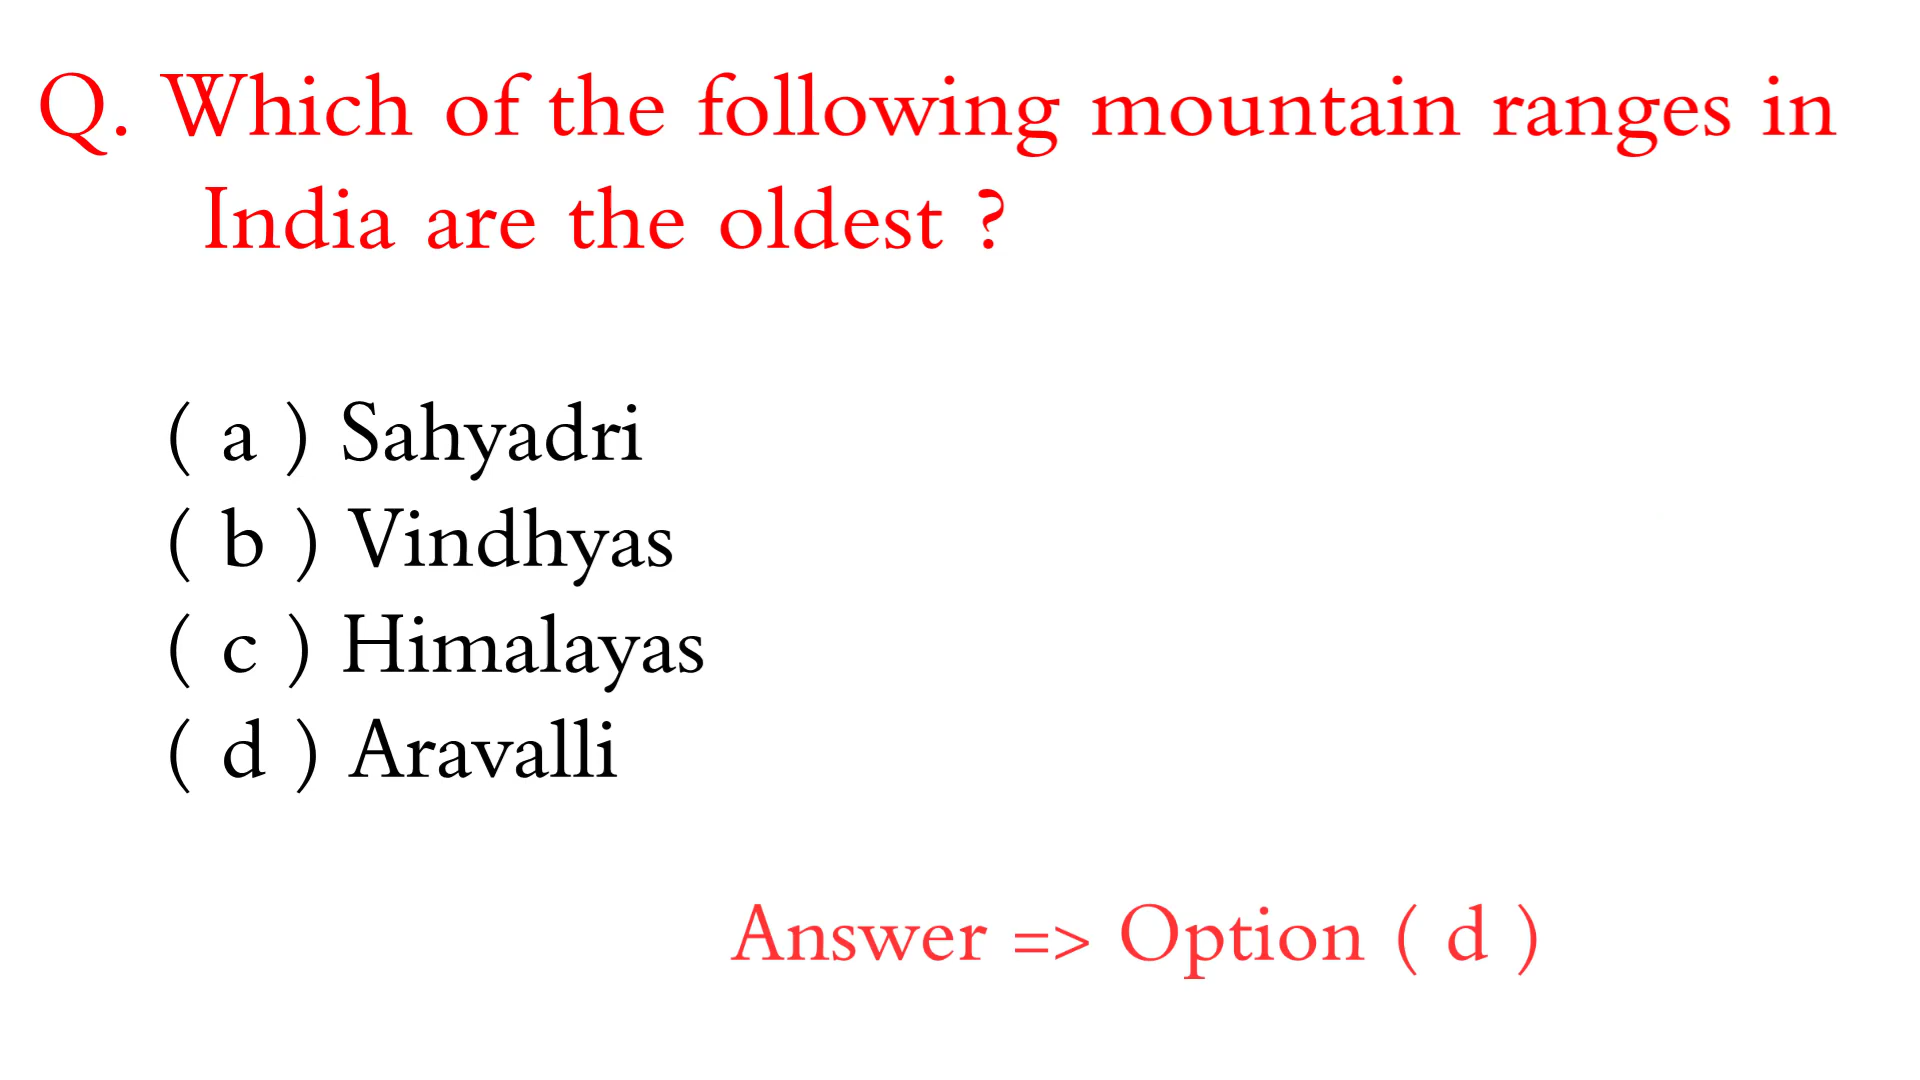 Q. Which of the following mountain ranges in
India are the oldest ?
( a ) Sahyadri
( b ) Vindhyas
( c ) Himalayas
( d ) Aravalli
Answer => Option ( d )